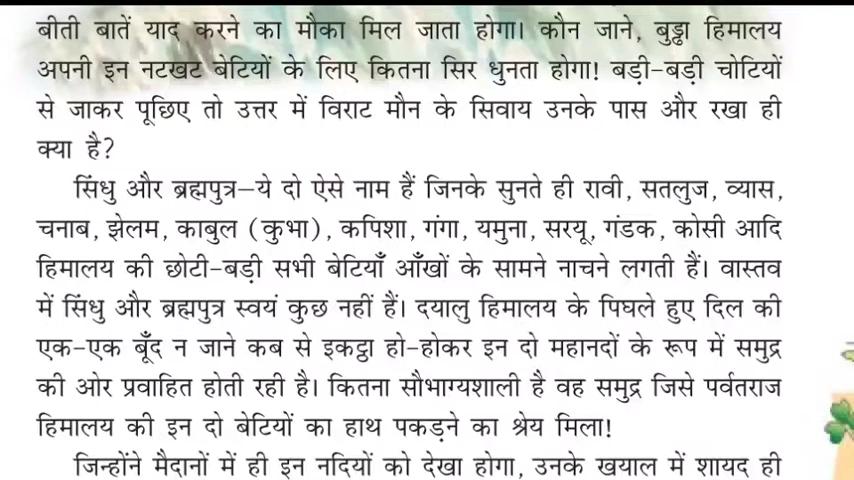 बीती बातें याद करने का मौका मिल जाता होगा। कौन जाने, बुड्ढा हिमालय
अपनी इन नटखट बेटियों के लिए कितना सिर धुनता होगा! बड़ी-बड़ी चोटियों
से जाकर पूछिए तो उत्तर में विराट मौन के सिवाय उनके पास और रखा ही
क्या है?
सिंधु और ब्रह्मपुत्र–ये दो ऐसे नाम हैं जिनके सुनते ही रावी, सतलुज, व्यास,
चनाब, झेलम, काबुल (कुभा), कपिशा, गंगा, यमुना, सरयू, गंडक, कोसी आदि
हिमालय की छोटी-बड़ी सभी बेटियाँ आँखों के सामने नाचने लगती हैं। वास्तव
में सिंधु और ब्रह्मपुत्र स्वयं कुछ नहीं हैं। दयालु हिमालय के पिघले हुए दिल की
एक-एक बूँद न जाने कब से इकट्ठा हो-होकर इन दो महानदों के रूप में समुद्र
की ओर प्रवाहित होती रही है। कितना सौभाग्यशाली है वह समुद्र जिसे पर्वतराज
हिमालय की इन दो बेटियों का हाथ पकड़ने का श्रेय मिला!
जिन्होंने मैदानों में ही इन नदियों को देखा होगा, उनके खयाल में शायद ही